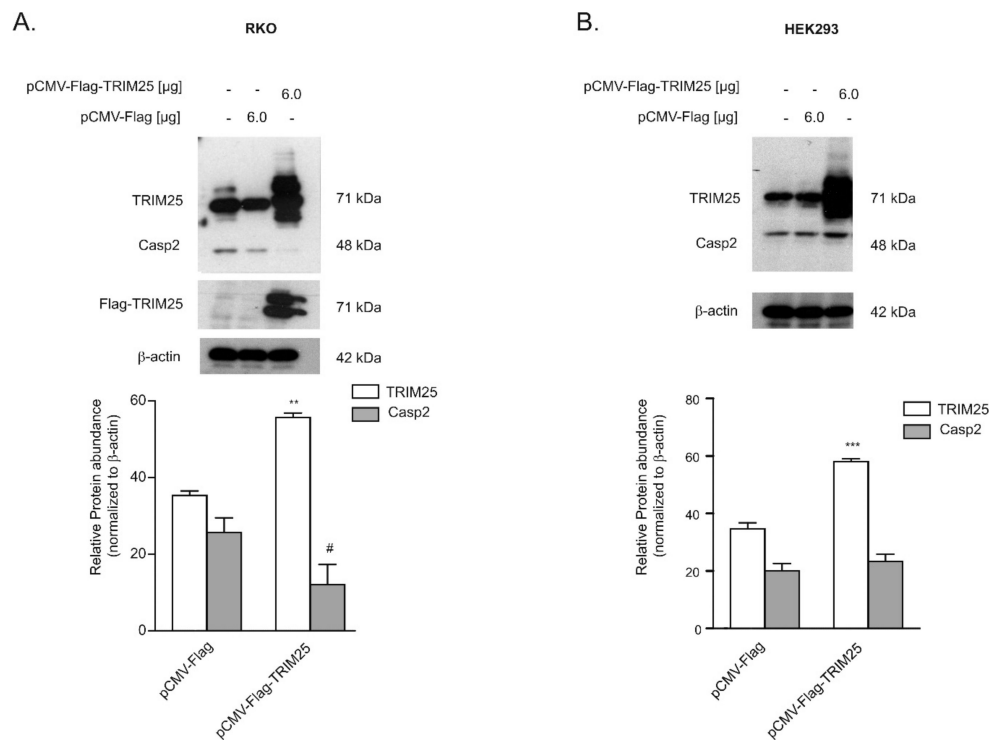 A.
RKO
pCMV-Flag-TRIM25 [µg] - - 6.0
pCMV-Flag [µg] - 6.0 -
TRIM25 71 kDa
Casp2 48 kDa
Flag-TRIM25 71 kDa
β-actin 42 kDa
TRIM25
Casp2
Relative Protein abundance
(normalized to β-actin)
60
40
20
0
**
#
pCMV-Flag
pCMV-Flag-TRIM25
B.
HEK293
pCMV-Flag-TRIM25 [µg] - - 6.0
pCMV-Flag [µg] - 6.0 -
TRIM25 71 kDa
Casp2 48 kDa
β-actin 42 kDa
TRIM25
Casp2
Relative Protein abundance
(normalized to β-actin)
80
60
40
20
0
***
pCMV-Flag
pCMV-Flag-TRIM25